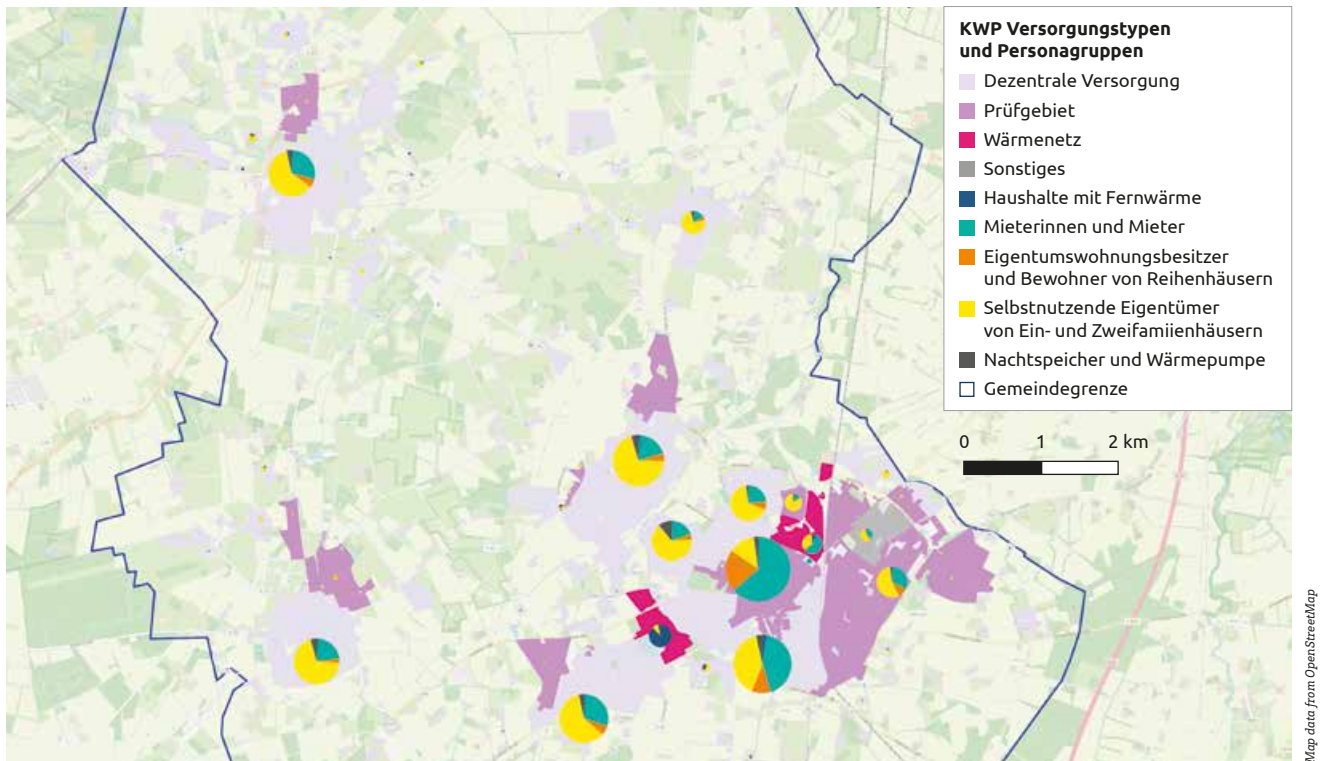 KWP Versorgungstypen
und Personagruppen
Dezentrale Versorgung
Prüfgebiet
Wärmenetz
Sonstiges
Haushalte mit Fernwärme
Mieterinnen und Mieter
Eigentumswohnungsbesitzer
und Bewohner von Reihenhäusern
Selbstnutzende Eigentümer
von Ein- und Zweifamiienhäusern
Nachtspeicher und Wärmepumpe
Gemeindegrenze
0 1 2 km
Map data from OpenStreetMap